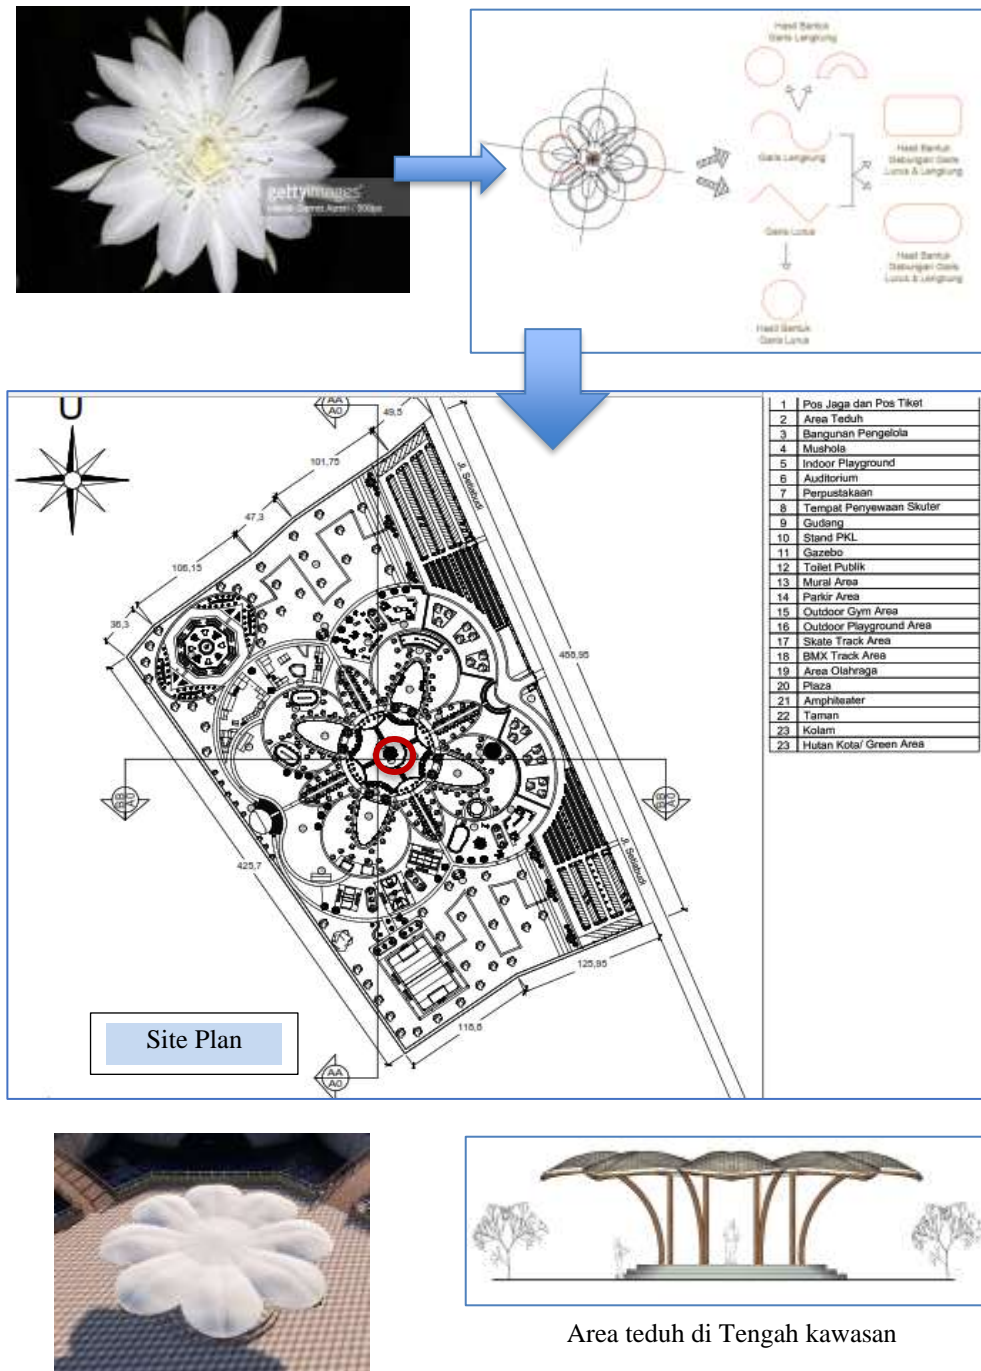 gettyimages
Hasil Bentuk
Garis Lengkung
Garis Lengkung
Hasil Bentuk
Gabungan Garis
Lurus & Lengkung
Garis Lurus
Hasil Bentuk
Gabungan Garis
Lurus & Lengkung
Hasil Bentuk
Garis Lurus
U
AA
A0
49,5
101,75
47,3
106,15
36,3
Jl. Setiabudi
1 Pos Jaga dan Pos Tiket
2 Area Teduh
3 Bangunan Pengelola
4 Mushola
5 Indoor Playground
6 Auditorium
7 Perpustakaan
8 Tempat Penyewaan Skuter
9 Gudang
10 Stand PKL
11 Gazebo
12 Toilet Publik
13 Mural Area
14 Parkir Area
15 Outdoor Gym Area
16 Outdoor Playground Area
17 Skate Track Area
18 BMX Track Area
19 Area Olahraga
20 Plaza
21 Amphiteater
22 Taman
23 Kolam
23 Hutan Kota/ Green Area
BB
A0
BB
A0
425,7
Jl. Setiabudi
125,95
Site Plan
AA
A0
Area teduh di Tengah kawasan